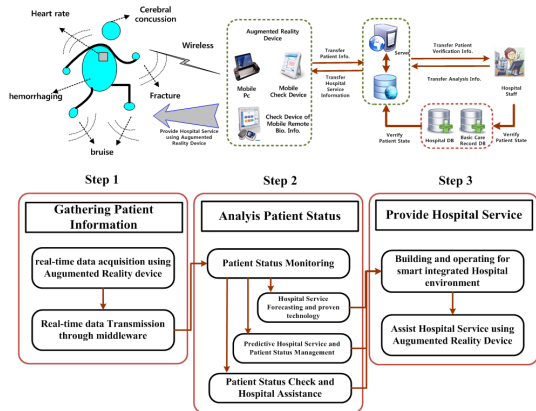 Heart rate
Cerebral
concussion
hemorrhaging
Fracture
bruise
Wireless
Provide Hospital Service
using Augmented
Reality Device
Augmented Reality
Device
Mobile
Pc
Mobile
Check Device
Check Device of
Mobile Remote
Bio. Info.
Transfer
Patient Info.
Transfer
Hospital
Service
Information
Server
Transfer Patient
Verification Info.
Transfer Analysis Info.
Hospital
Staff
Verify
Patient State
Hospital DB
Basic Care
Record DB
Verify
Patient State
Step 1
Step 2
Step 3
Gathering Patient
Information
Analysis Patient Status
Provide Hospital Service
real-time data acquisition using
Augmented Reality device
Real-time data Transmission
through middleware
Patient Status Monitoring
Hospital Service
Forecasting and proven
technology
Predictive Hospital Service and
Patient Status Management
Patient Status Check and
Hospital Assistance
Building and operating for
smart integrated Hospital
environment
Assist Hospital Service using
Augmented Reality Device